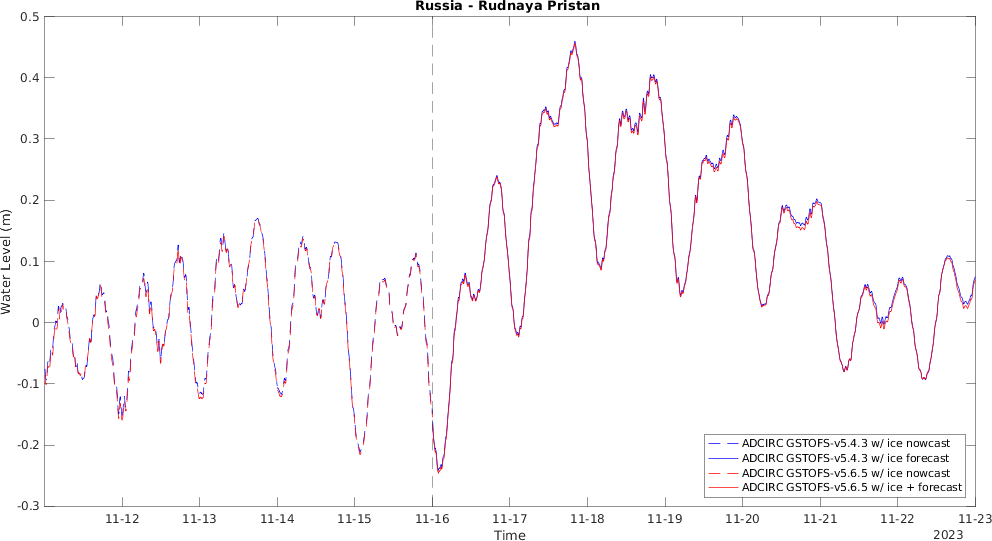 Russia - Rudnaya Pristan
0.5
0.4
0.3
0.2
0.1
0
-0.1
-0.2
-0.3
Water Level (m)
ADCIRC GSTOFS-v5.4.3 w/ ice nowcast
ADCIRC GSTOFS-v5.4.3 w/ ice forecast
ADCIRC GSTOFS-v5.6.5 w/ ice nowcast
ADCIRC GSTOFS-v5.6.5 w/ ice + forecast
11-12 11-13 11-14 11-15 11-16 11-17 11-18 11-19 11-20 11-21 11-22 11-23
Time
2023